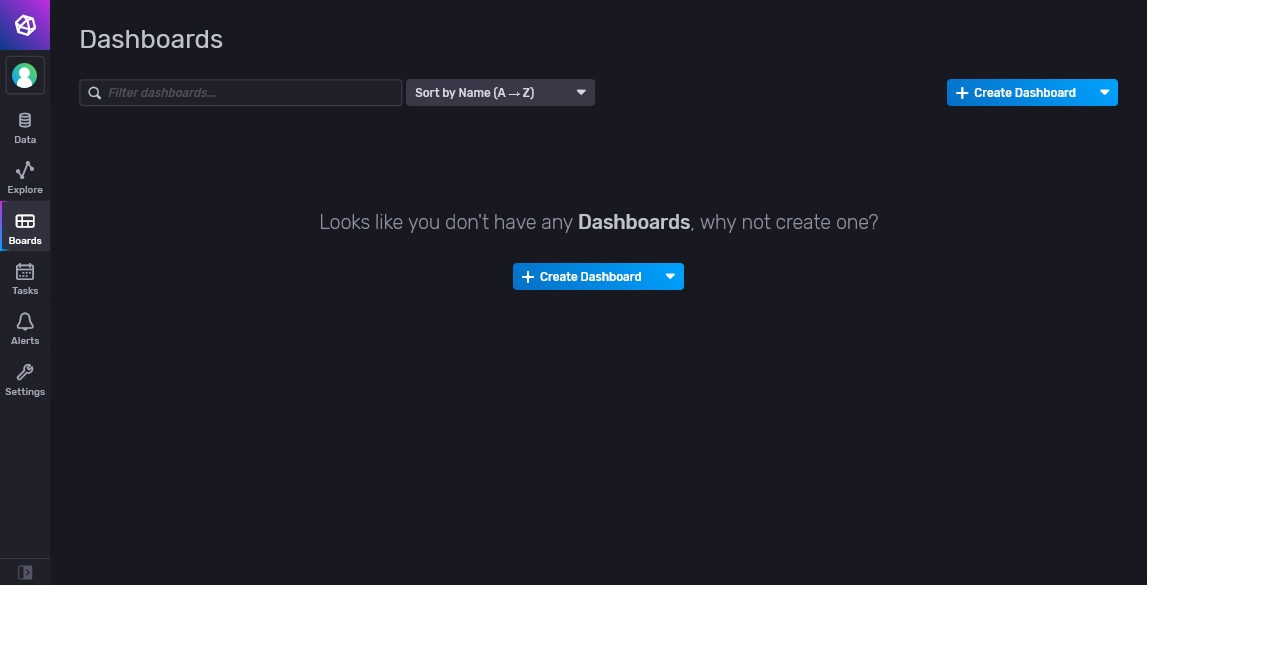 Dashboards
Filter dashboards...
Sort by Name (A → Z)
Create Dashboard
Data
Explore
Boards
Tasks
Alerts
Settings
Looks like you don't have any Dashboards, why not create one?
Create Dashboard